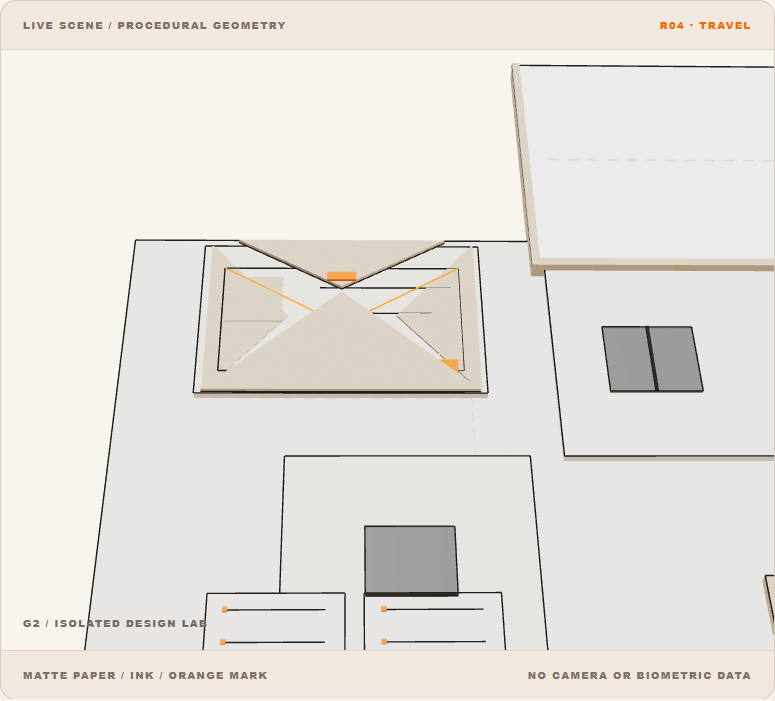 LIVE SCENE / PROCEDURAL GEOMETRY
R04 · TRAVEL
G2 / ISOLATED DESIGN LAB
MATTE PAPER / INK / ORANGE MARK
NO CAMERA OR BIOMETRIC DATA